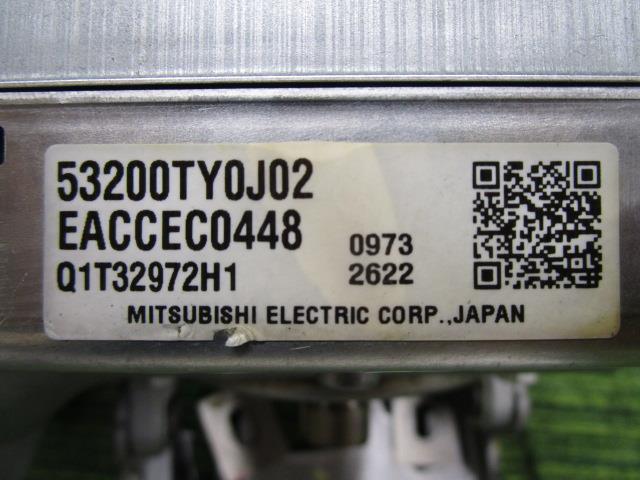 53200TY0J02
EACCEC0448 0973
Q1T32972H1 2622
MITSUBISHI ELECTRIC CORP.,JAPAN